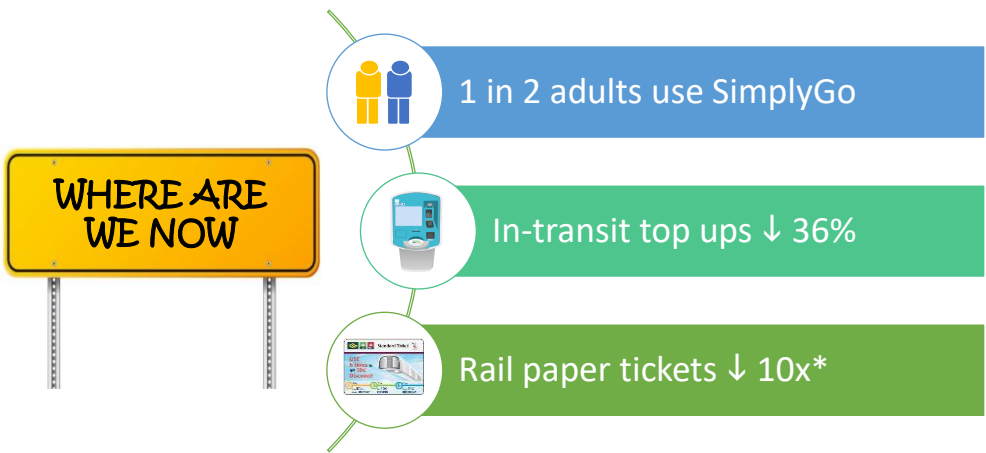 WHERE ARE
WE NOW
1 in 2 adults use SimplyGo
In-transit top ups ↓ 36%
Standard Ticket
Rail paper tickets ↓ 10x*